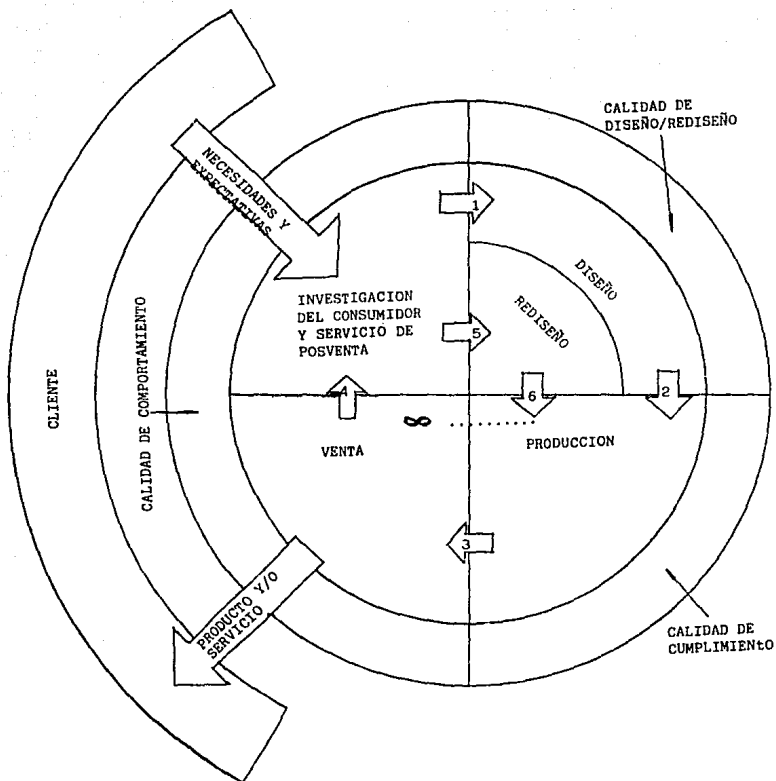 CALIDAD DE
DISEÑO/REDISEÑO
NECESIDADES Y
EXPECTATIVAS
1
DISEÑO
REDISEÑO
INVESTIGACION
DEL CONSUMIDOR
Y SERVICIO DE
POSVENTA
5
CLIENTE
CALIDAD DE COMPORTAMIENTO
4
6
2
∞ ..........
VENTA
PRODUCCION
3
PRODUCTO Y/O
SERVICIO
CALIDAD DE
CUMPLIMIENtO